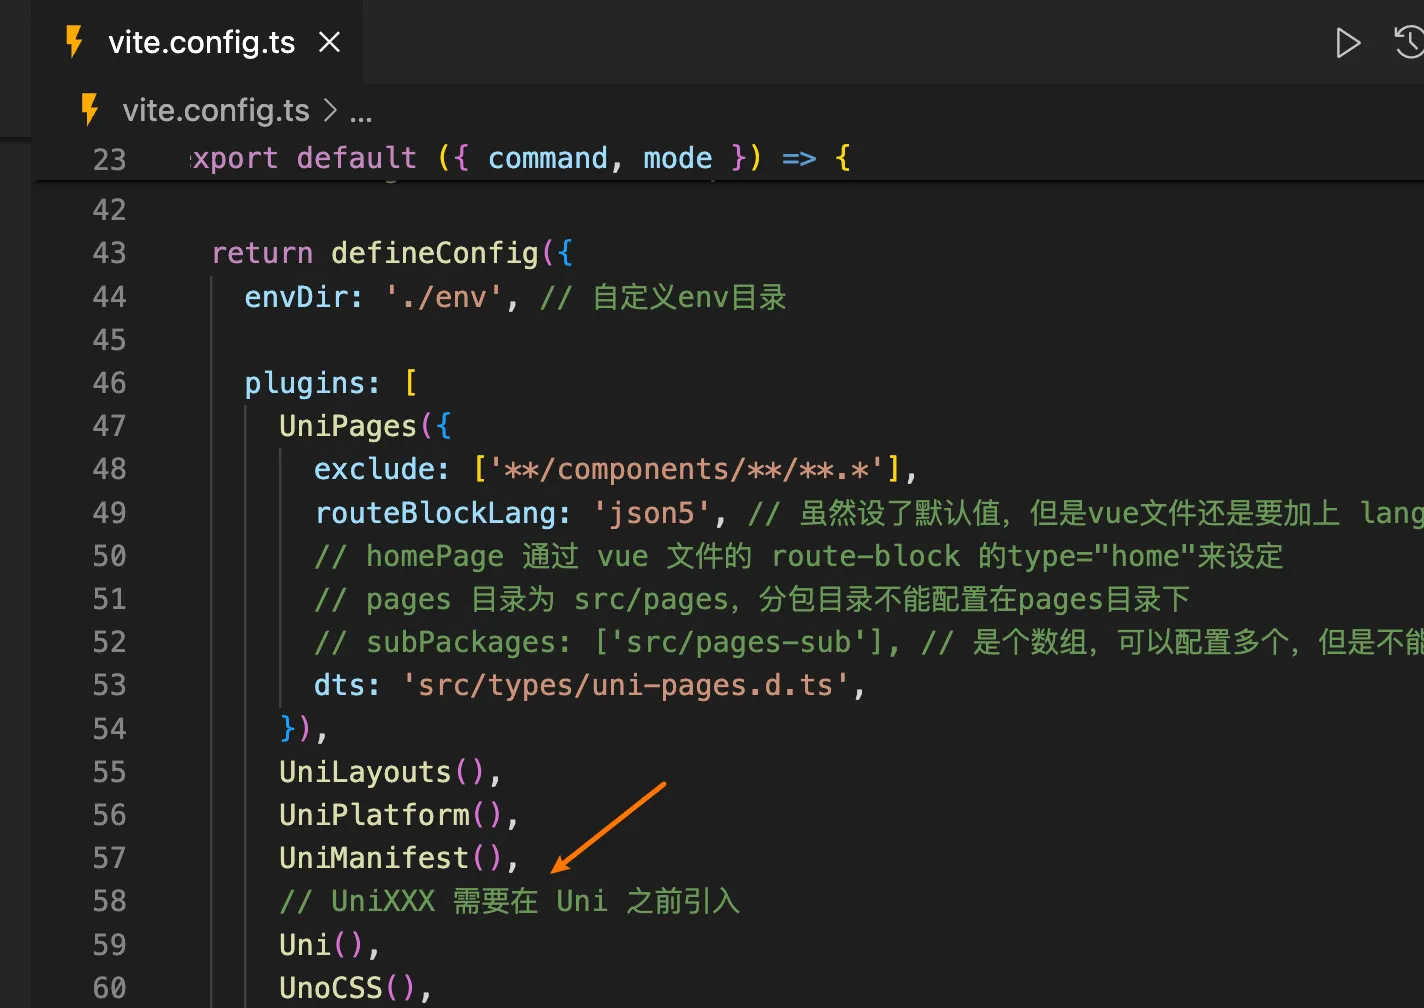 vite.config.ts
vite.config.ts > ...
23 export default ({ command, mode }) => {
42
43 return defineConfig({
44 envDir: './env', // 自定义env目录
45
46 plugins: [
47 UniPages({
48 exclude: ['**/components/**/**.*'],
49 routeBlockLang: 'json5', // 虽然设了默认值，但是vue文件还是要加上 lang
50 // homePage 通过 vue 文件的 route-block 的type="home"来设定
51 // pages 目录为 src/pages，分包目录不能配置在pages目录下
52 // subPackages: ['src/pages-sub'], // 是个数组，可以配置多个，但是不能
53 dts: 'src/types/uni-pages.d.ts',
54 }),
55 UniLayouts(),
56 UniPlatform(),
57 UniManifest(),
58 // UniXXX 需要在 Uni 之前引入
59 Uni(),
60 UnoCSS(),